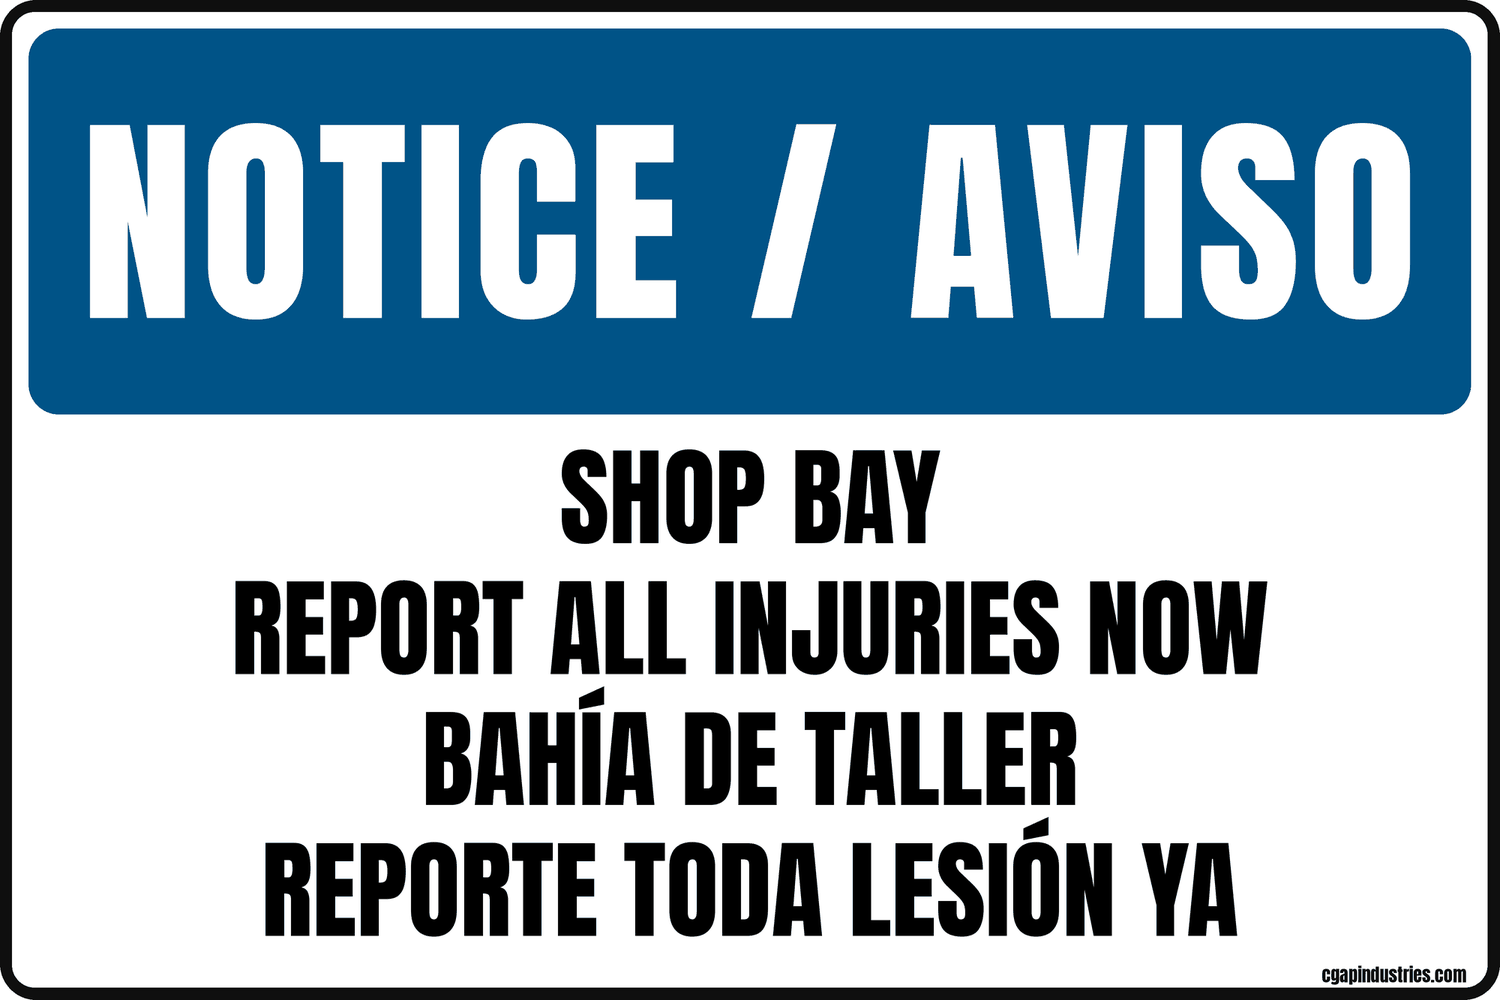 NOTICE / AVISO
SHOP BAY
REPORT ALL INJURIES NOW
BAHÍA DE TALLER
REPORTE TODA LESIÓN YA
cgapindustries.com